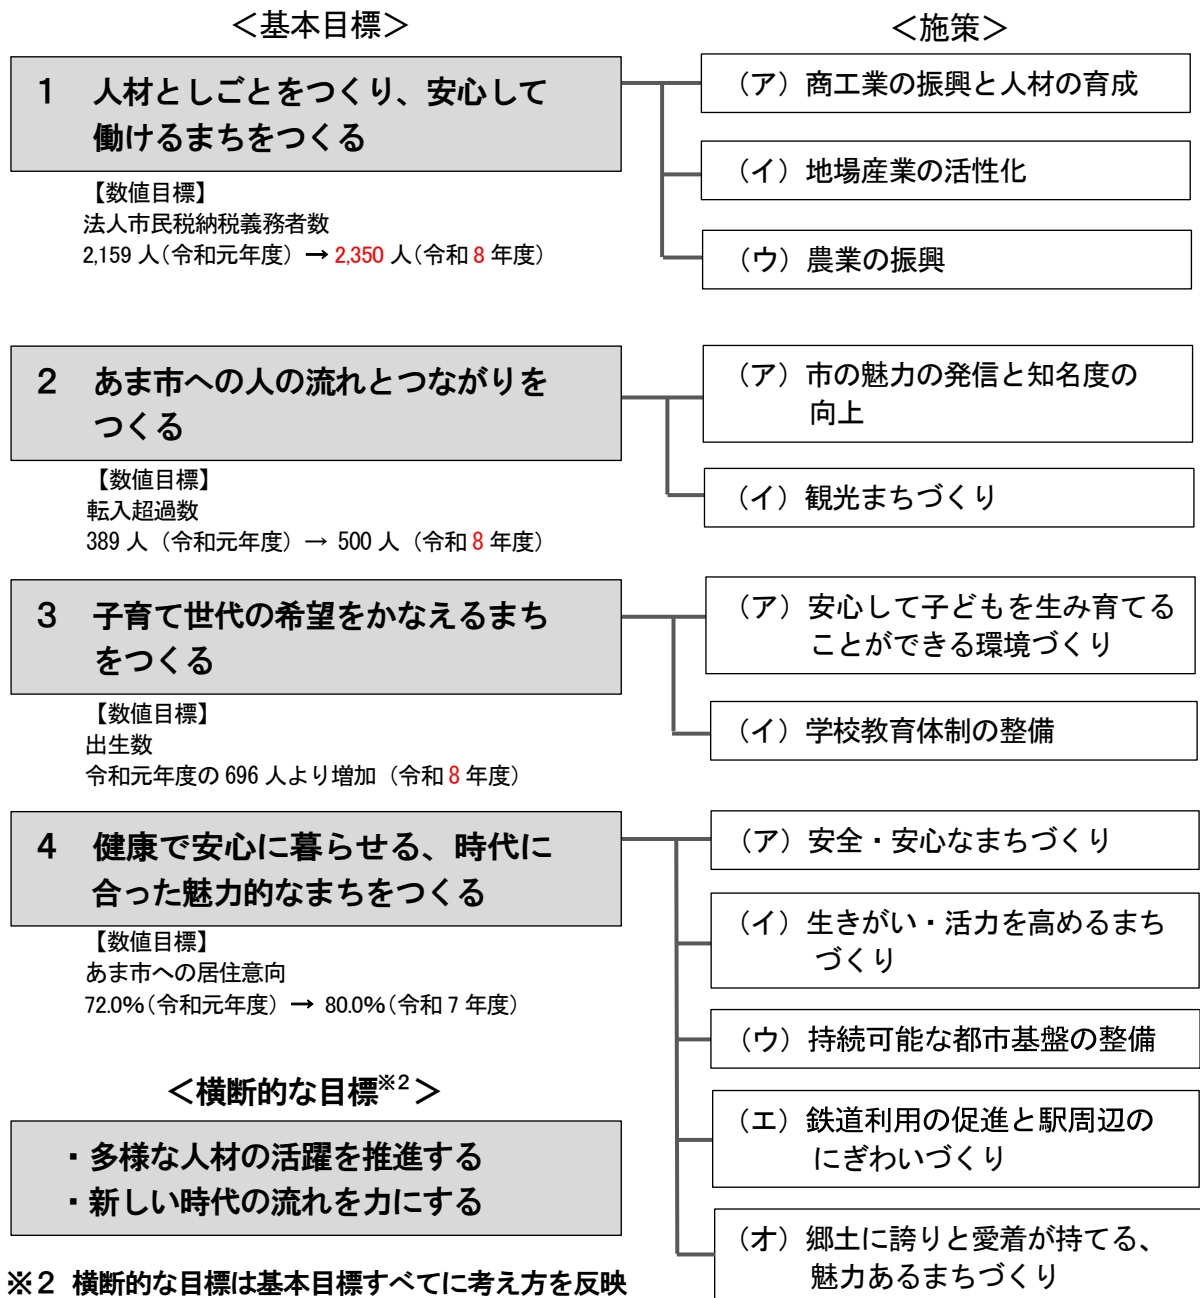 ＜基本目標＞
＜施策＞
１　人材としごとをつくり、安心して
働けるまちをつくる
【数値目標】
法人市民税納税義務者数
2,159 人（令和元年度）→ 2,350 人（令和 8 年度）
（ア）商工業の振興と人材の育成
（イ）地場産業の活性化
（ウ）農業の振興
２　あま市への人の流れとつながりを
つくる
【数値目標】
転入超過数
389 人（令和元年度）→ 500 人（令和 8 年度）
（ア）市の魅力の発信と知名度の
向上
（イ）観光まちづくり
３　子育て世代の希望をかなえるまち
をつくる
【数値目標】
出生数
令和元年度の 696 人より増加（令和 8 年度）
（ア）安心して子どもを生み育てる
ことができる環境づくり
（イ）学校教育体制の整備
４　健康で安心に暮らせる、時代に
合った魅力的なまちをつくる
【数値目標】
あま市への居住意向
72.0%（令和元年度）→ 80.0%（令和 7 年度）
（ア）安全・安心なまちづくり
（イ）生きがい・活力を高めるまち
づくり
（ウ）持続可能な都市基盤の整備
（エ）鉄道利用の促進と駅周辺の
にぎわいづくり
（オ）郷土に誇りと愛着が持てる、
魅力あるまちづくり
＜横断的な目標※2＞
・多様な人材の活躍を推進する
・新しい時代の流れを力にする
※２ 横断的な目標は基本目標すべてに考え方を反映